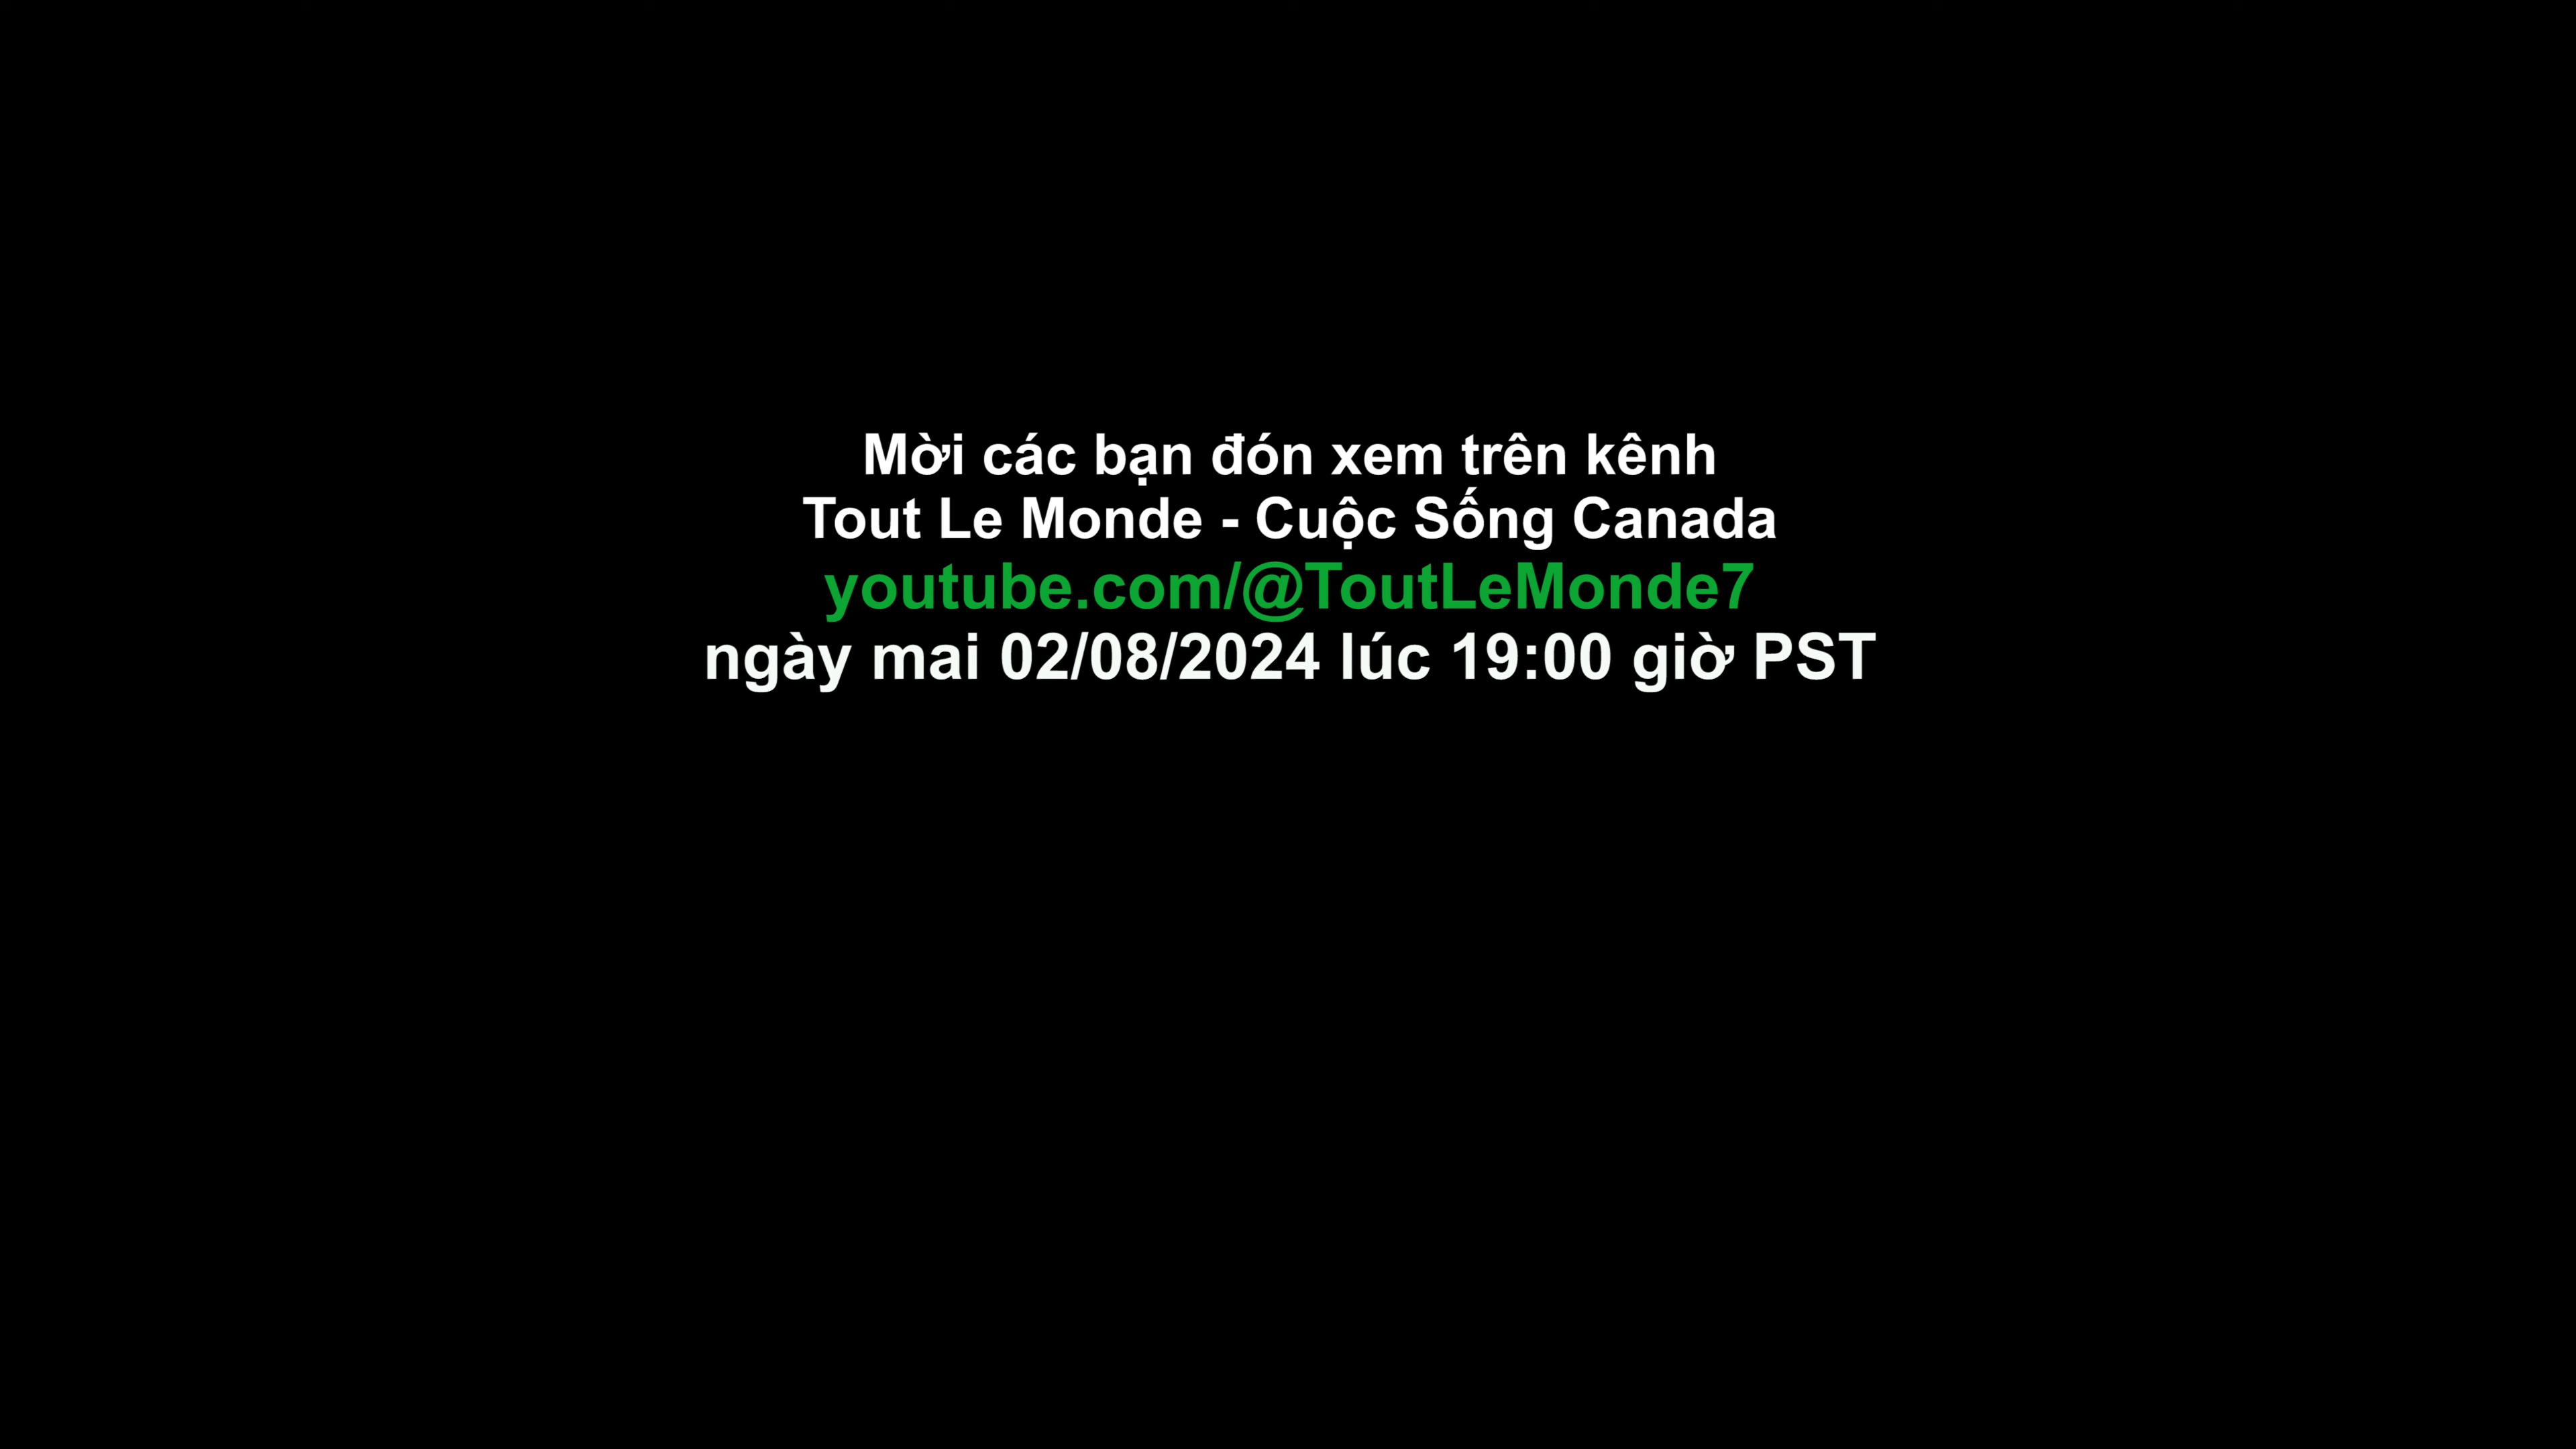 Mời các bạn đón xem trên kênh
Tout Le Monde - Cuộc Sống Canada
youtube.com/@ToutLeMonde7
ngày mai 02/08/2024 lúc 19:00 giờ PST